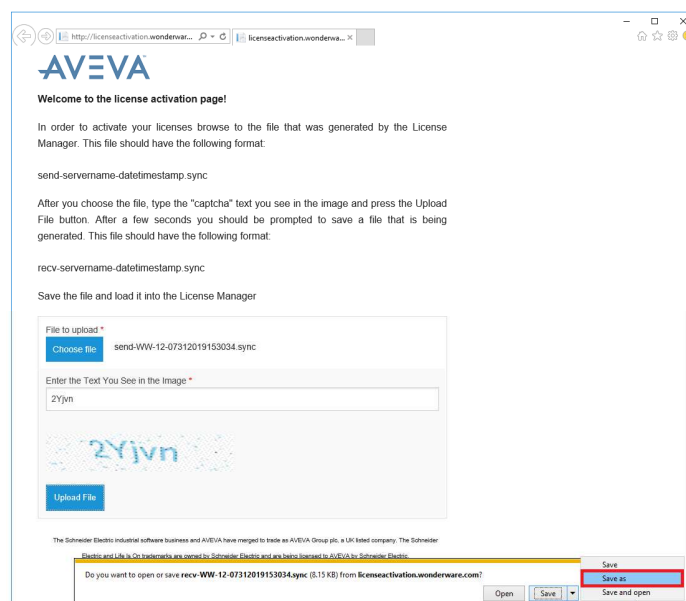 http://licenseactivation.wonderwar...
licenseactivation.wonderwa...
AVEVA
Welcome to the license activation page!
In order to activate your licenses browse to the file that was generated by the License
Manager. This file should have the following format:
send-servername-datetimestamp.sync
After you choose the file, type the "captcha" text you see in the image and press the Upload
File button. After a few seconds you should be prompted to save a file that is being
generated. This file should have the following format:
recv-servername-datetimestamp.sync
Save the file and load it into the License Manager
File to upload *
Choose file send-WW-12-07312019153034.sync
Enter the Text You See in the Image *
2Yjvn
2Yjvn
Upload File
The Schneider Electric industrial software business and AVEVA have merged to trade as AVEVA Group plc, a UK listed company. The Schneider
Electric and Life Is On trademarks are owned by Schneider Electric and are being licensed to AVEVA by Schneider Electric.
Do you want to open or save recv-WW-12-07312019153034.sync (8.15 KB) from licenseactivation.wonderware.com?
Open Save
Save
Save as
Save and open